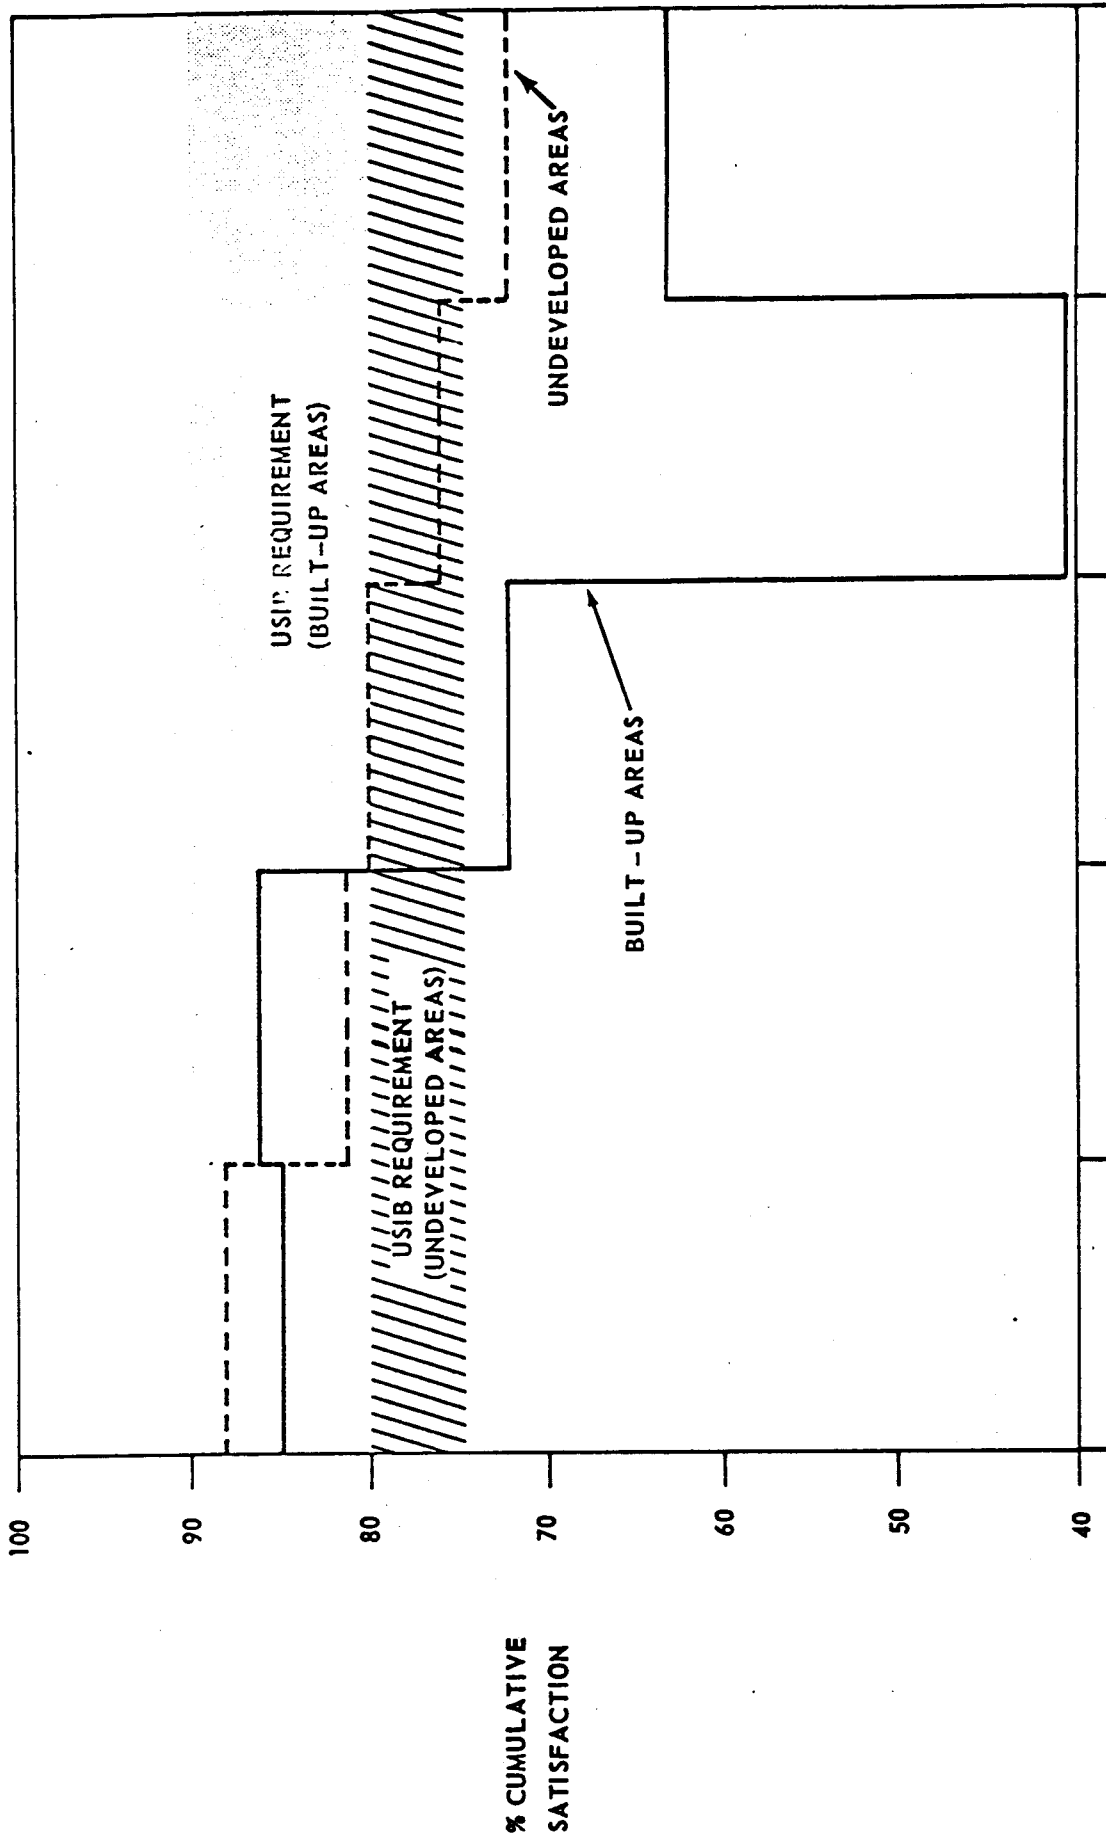 100
90
80
70
60
50
40
% CUMULATIVE
SATISFACTION
REQUIREMENT
(BUILT-UP AREAS)
USIB REQUIREMENT
(UNDEVELOPED AREAS)
UNDEVELOPED AREAS
BUILT-UP AREAS